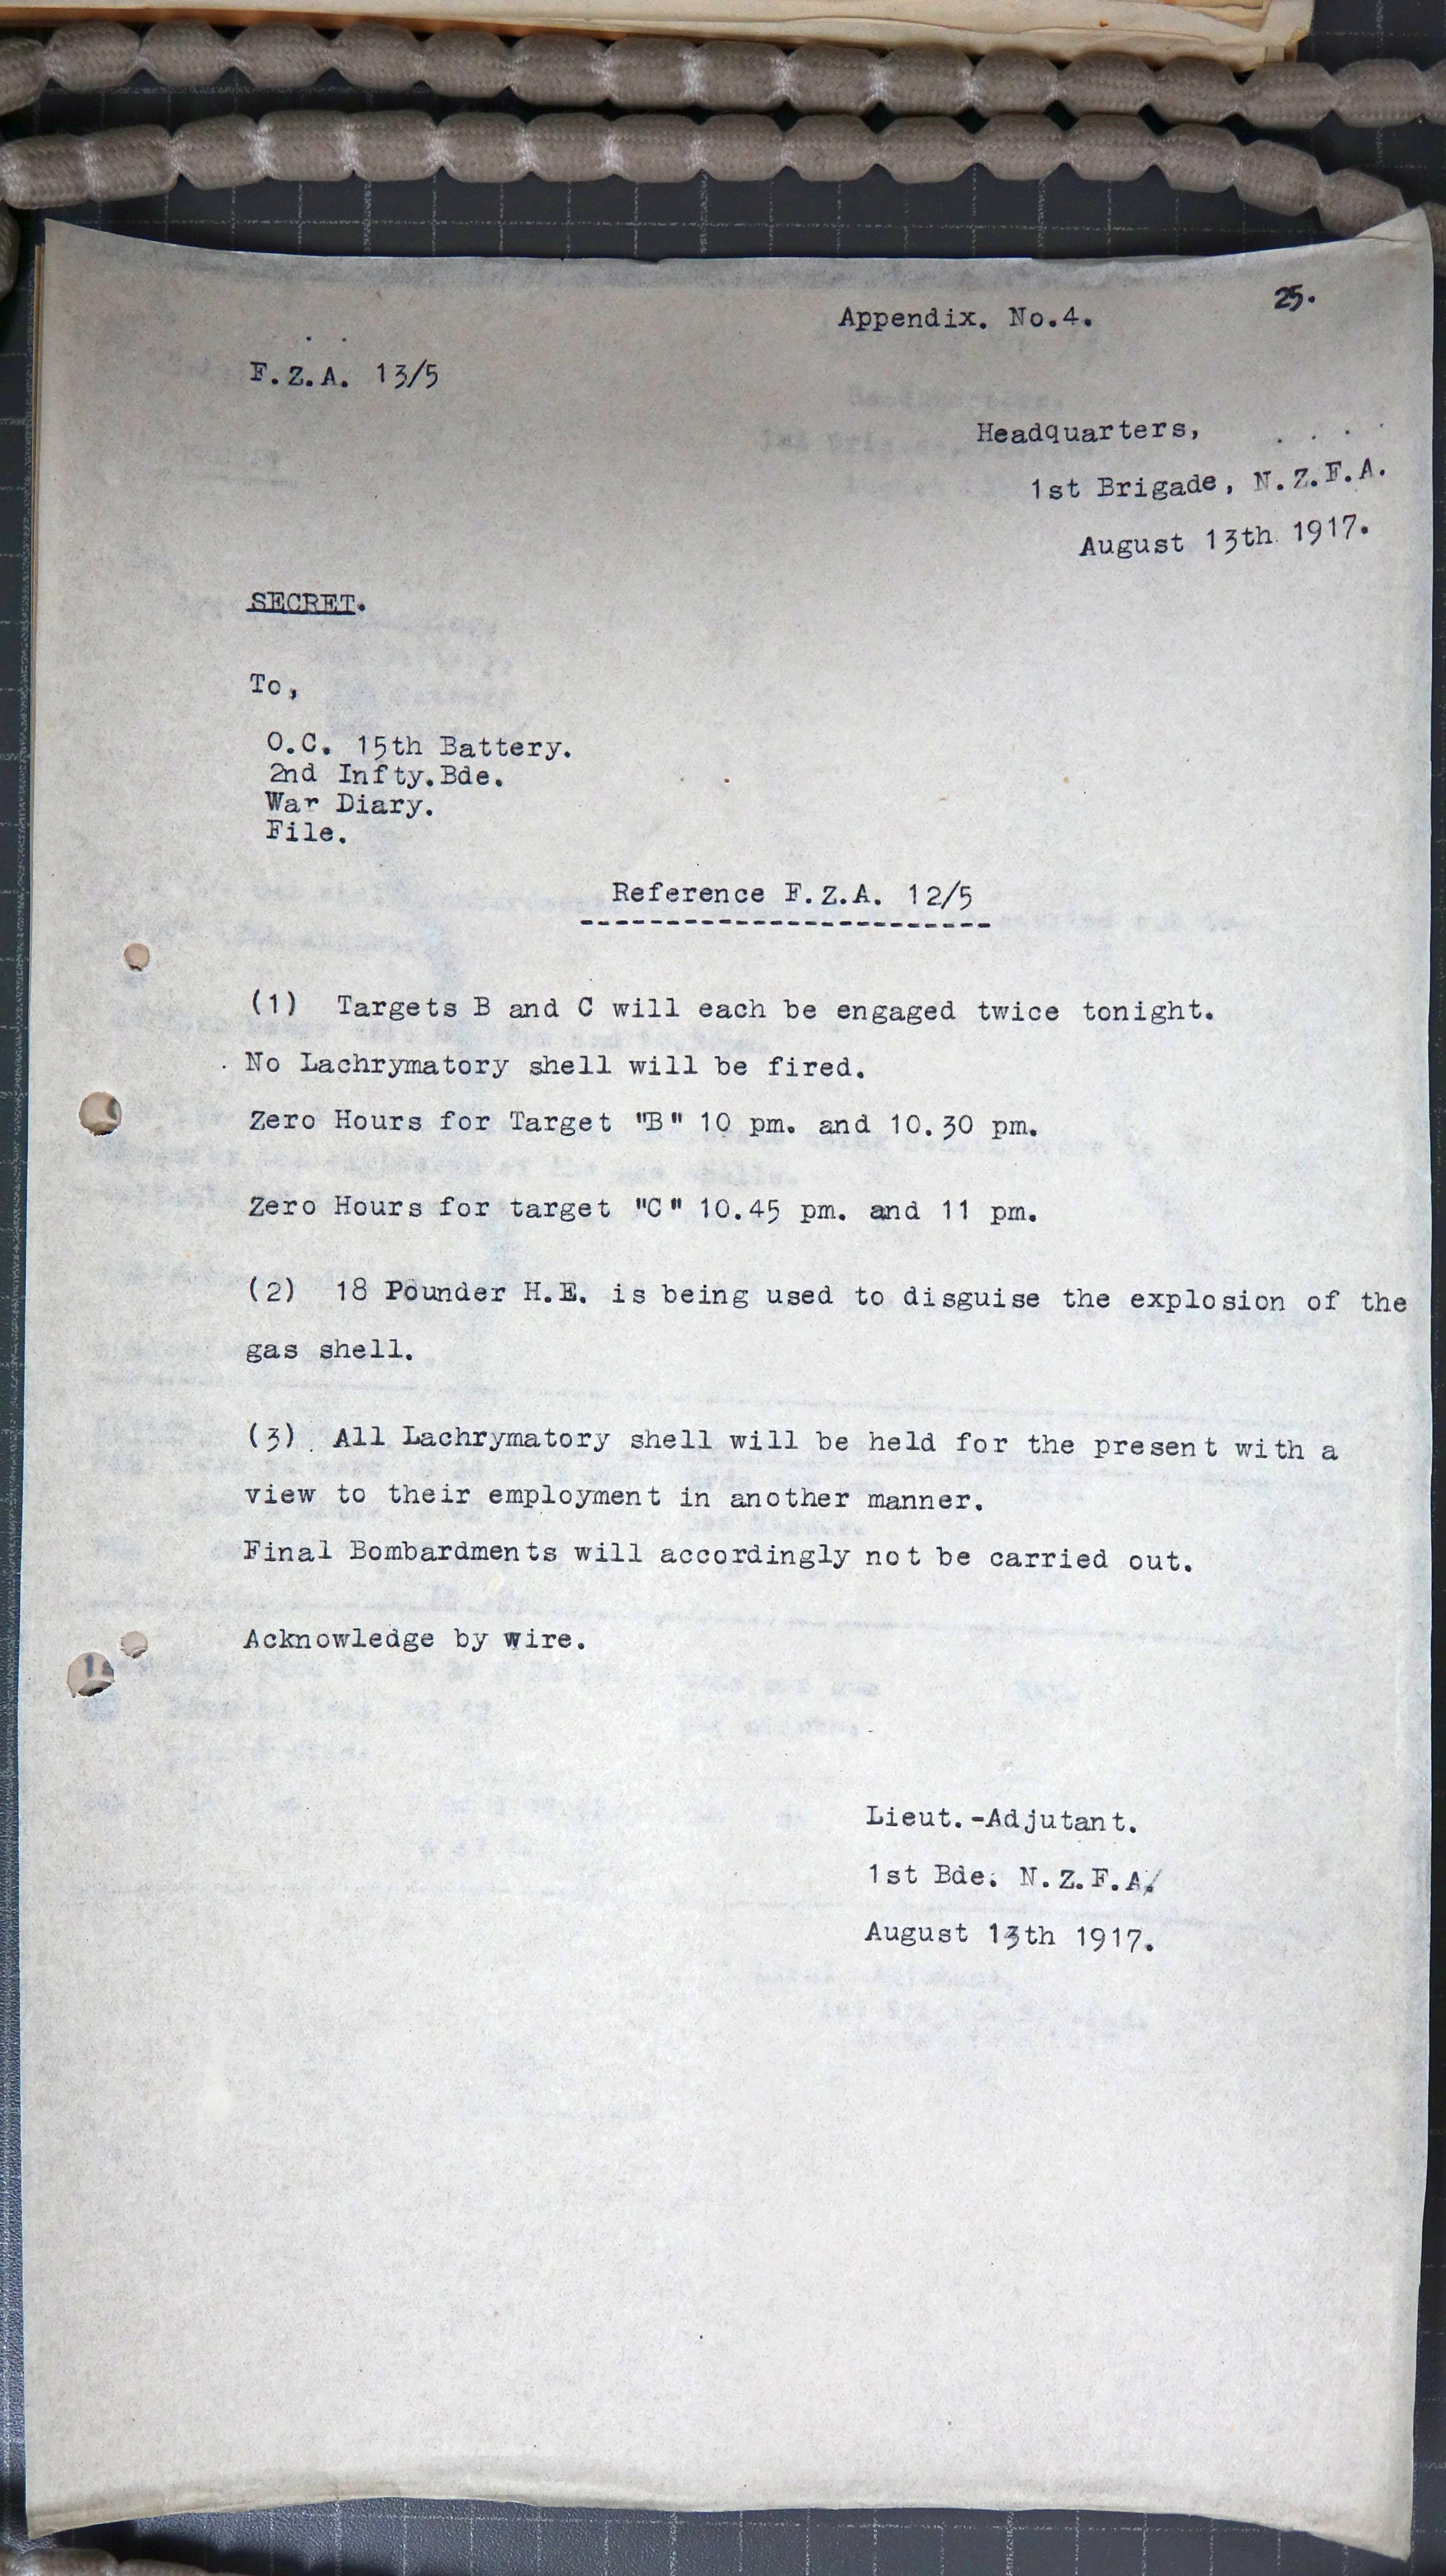 25.
Appendix. No.4.
F.Z.A. 13/5
Headquarters,
1st Brigade, N.Z.F.A.
August 13th 1917.
SECRET.
To,
O.C. 15th Battery.
2nd Infty.Bde.
War Diary.
File.
Reference F.Z.A. 12/5
(1) Targets B and C will each be engaged twice tonight.
No Lachrymatory shell will be fired.
Zero Hours for Target "B" 10 pm. and 10.30 pm.
Zero Hours for target "C" 10.45 pm. and 11 pm.
(2) 18 Pounder H.E. is being used to disguise the explosion of the
gas shell.
(3) All Lachrymatory shell will be held for the present with a
view to their employment in another manner.
Final Bombardments will accordingly not be carried out.
Acknowledge by wire.
Lieut.-Adjutant.
1st Bde. N.Z.F.A.
August 13th 1917.